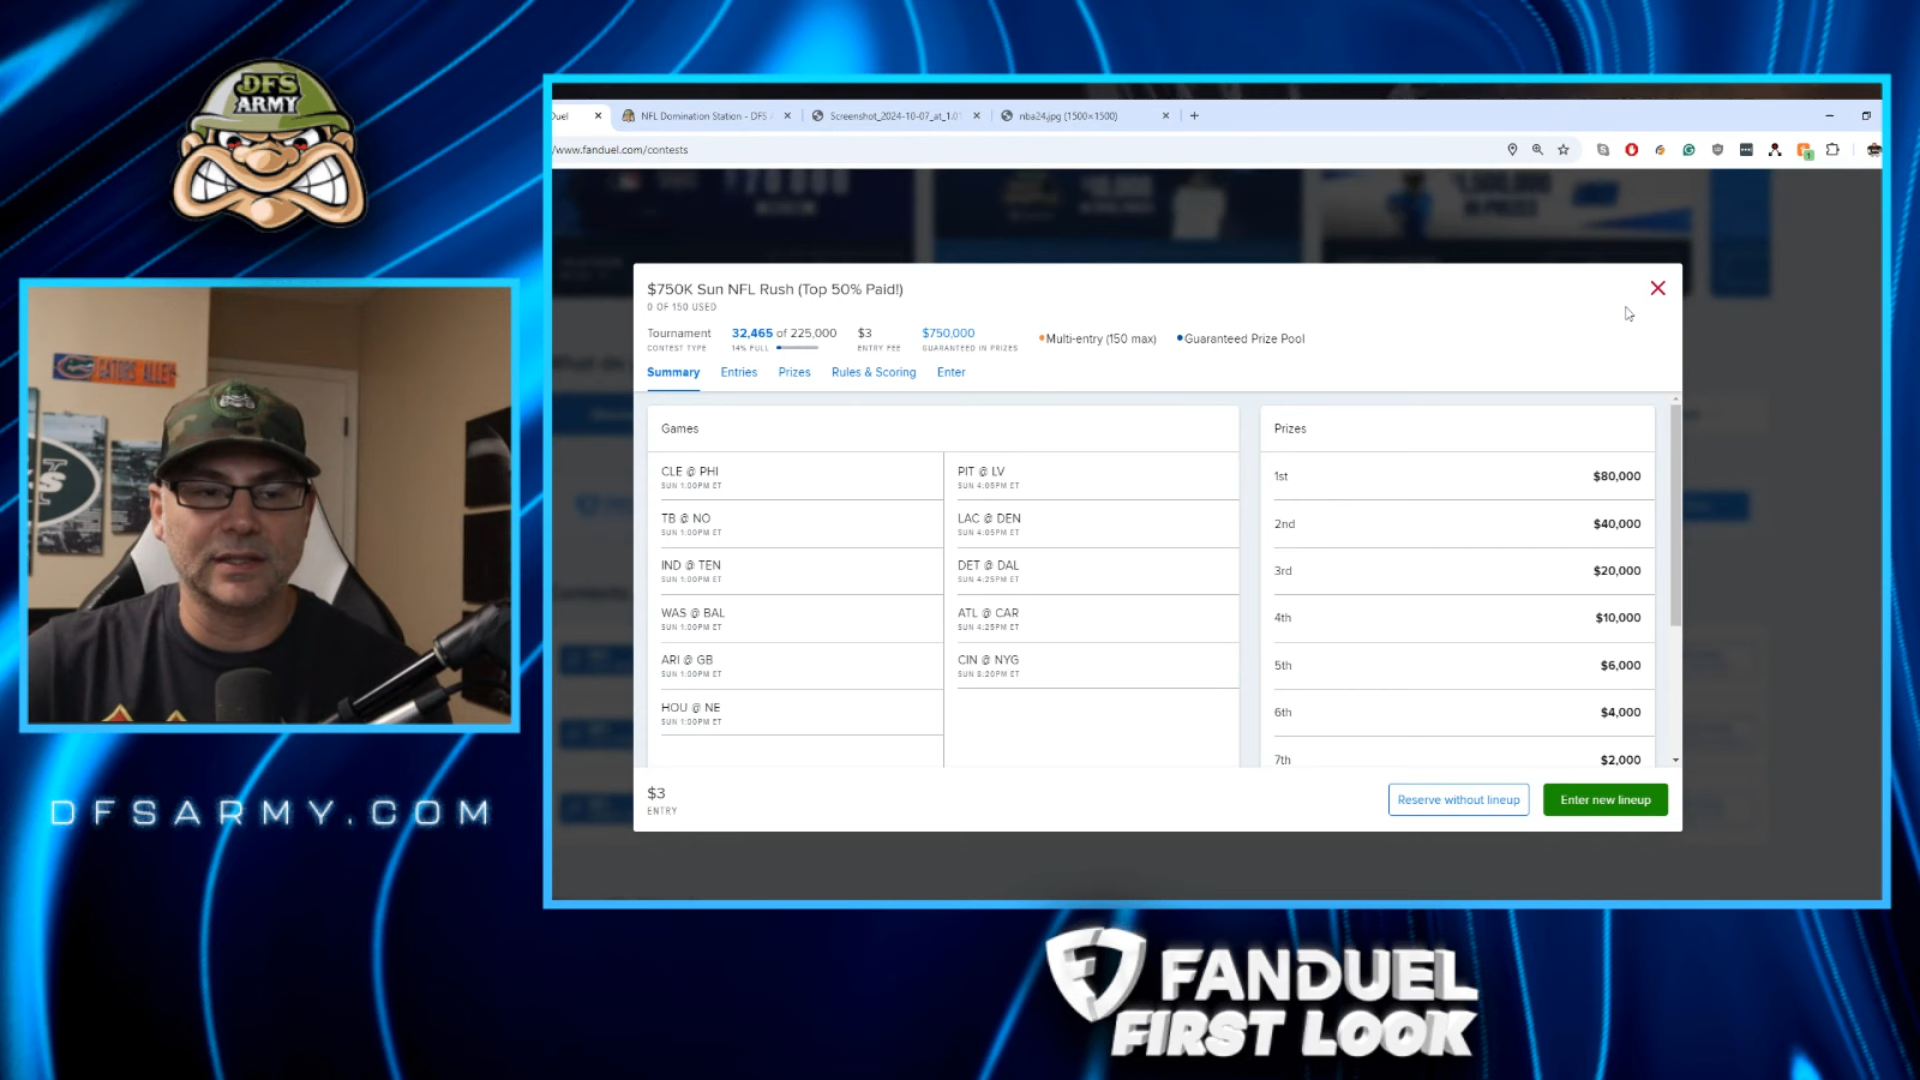 DFS
ARMY
GATORS ALLEY
DFSARMY.COM
Duel
NFL Domination Station - DFS
Screenshot_2024-10-07_at_1.0
nba24.jpg (1500×1500)
/www.fanduel.com/contests
$750K Sun NFL Rush (Top 50% Paid!)
0 OF 150 USED
Tournament
CONTEST TYPE
32,465 of 225,000
14% FULL
$3
ENTRY FEE
$750,000
GUARANTEED IN PRIZES
Multi-entry (150 max)
Guaranteed Prize Pool
Summary
Entries
Prizes
Rules & Scoring
Enter
Games
CLE @ PHI
SUN 1:00PM ET
TB @ NO
SUN 1:00PM ET
IND @ TEN
SUN 1:00PM ET
WAS @ BAL
SUN 1:00PM ET
ARI @ GB
SUN 1:00PM ET
HOU @ NE
SUN 1:00PM ET
PIT @ LV
SUN 4:05PM ET
LAC @ DEN
SUN 4:05PM ET
DET @ DAL
SUN 4:25PM ET
ATL @ CAR
SUN 4:25PM ET
CIN @ NYG
SUN 8:20PM ET
Prizes
1st $80,000
2nd $40,000
3rd $20,000
4th $10,000
5th $6,000
6th $4,000
7th $2,000
$3
ENTRY
Reserve without lineup
Enter new lineup
FANDUEL
FIRST LOOK